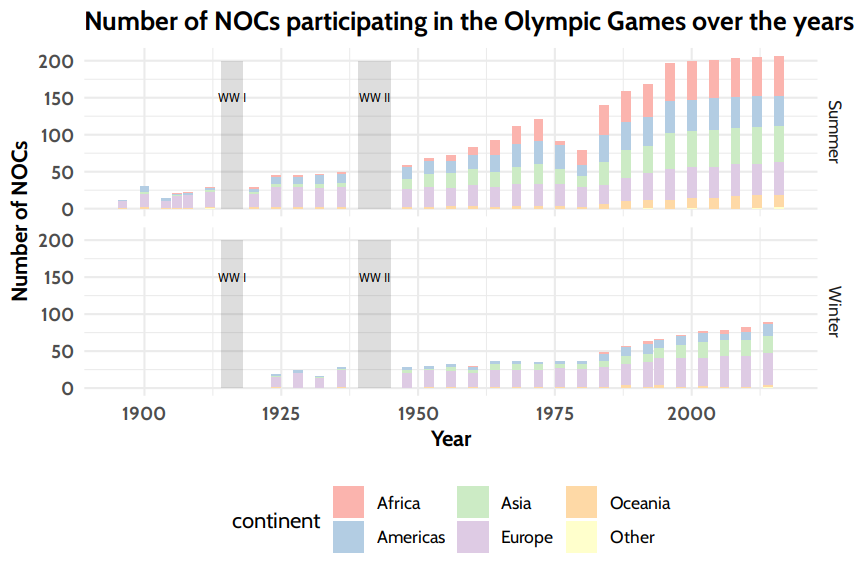 Number of NOCs participating in the Olympic Games over the years
Number of NOCs
200
150
100
50
0
WW I
WW II
Summer
200
150
100
50
0
WW I
WW II
Winter
1900 1925 1950 1975 2000
Year
continent
Africa Asia Oceania
Americas Europe Other